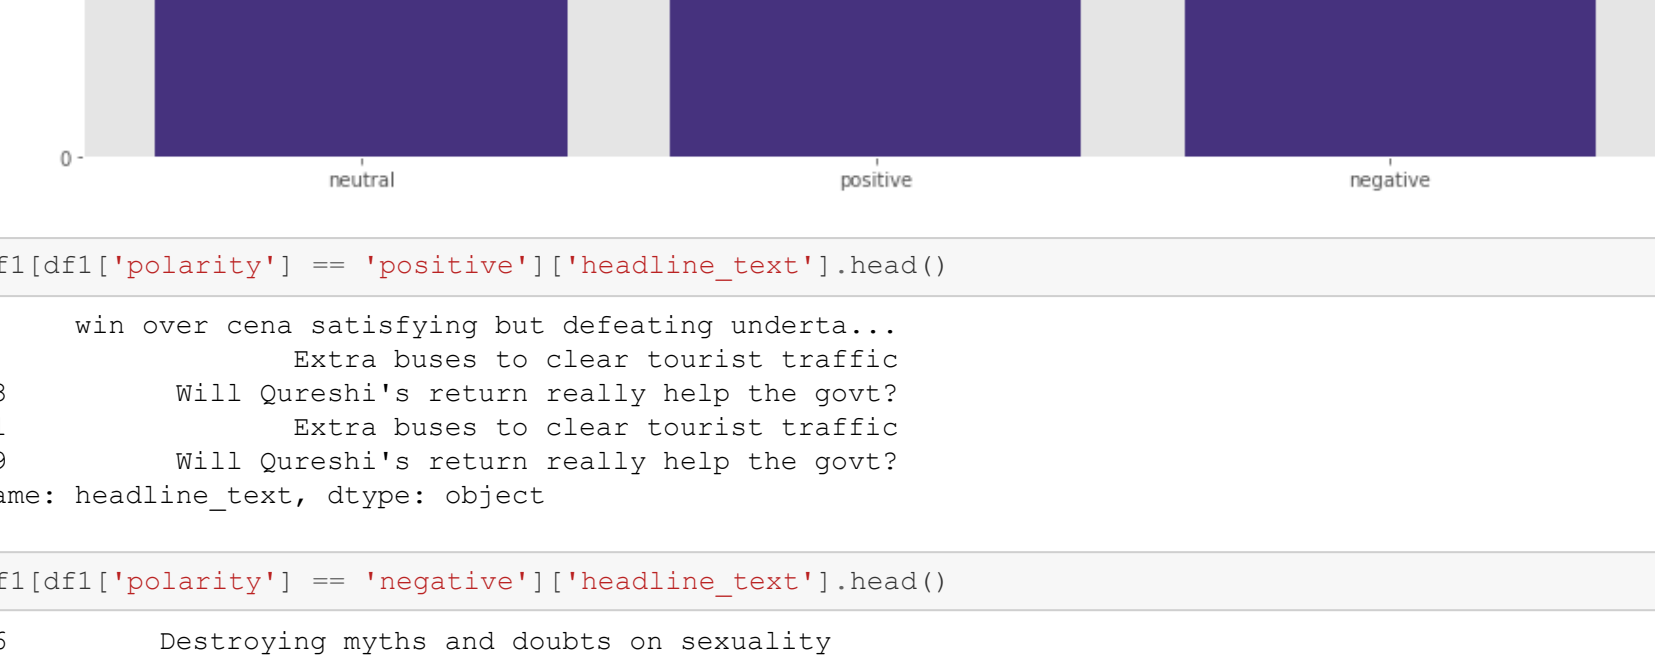 0
neutral positive negative
f1[df1['polarity'] == 'positive']['headline_text'].head()
win over cena satisfying but defeating underta...
Extra buses to clear tourist traffic
Will Qureshi's return really help the govt?
Extra buses to clear tourist traffic
9 Will Qureshi's return really help the govt?
ame: headline_text, dtype: object
f1[df1['polarity'] == 'negative']['headline_text'].head()
Destroying myths and doubts on sexuality